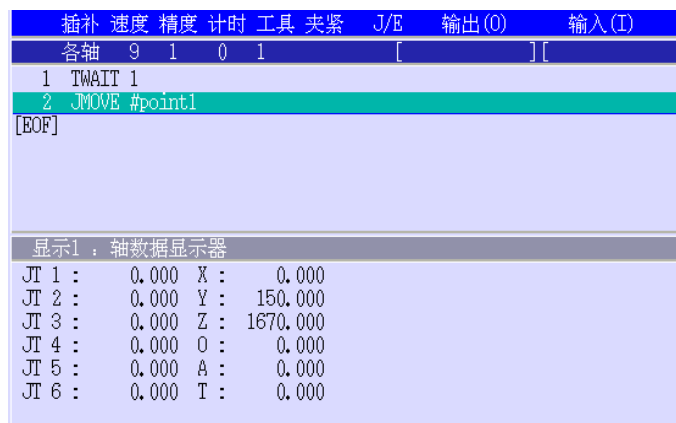 插补 速度 精度 计时 工具 夹紧 J/E 输出(O) 输入(I)
各轴 9 1 0 1 [ ][
1 TWAIT 1
2 JMOVE #point1
[EOF]
显示1 : 轴数据显示器
JT 1 : 0.000 X : 0.000
JT 2 : 0.000 Y : 150.000
JT 3 : 0.000 Z : 1670.000
JT 4 : 0.000 O : 0.000
JT 5 : 0.000 A : 0.000
JT 6 : 0.000 T : 0.000